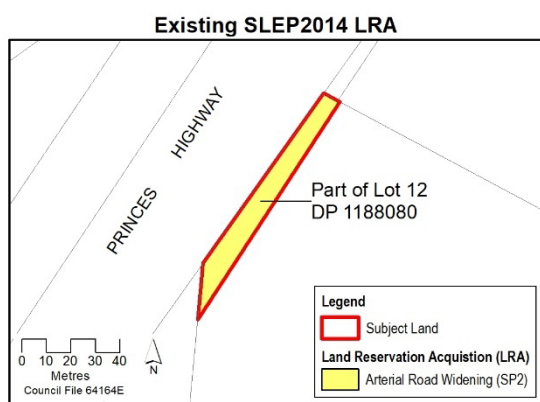 Existing SLEP2014 LRA
PRINCES HIGHWAY
Part of Lot 12
DP 1188080
Legend
Subject Land
Land Reservation Acquistion (LRA)
Arterial Road Widening (SP2)
0 10 20 30 40
Metres
Council File 64164E
N